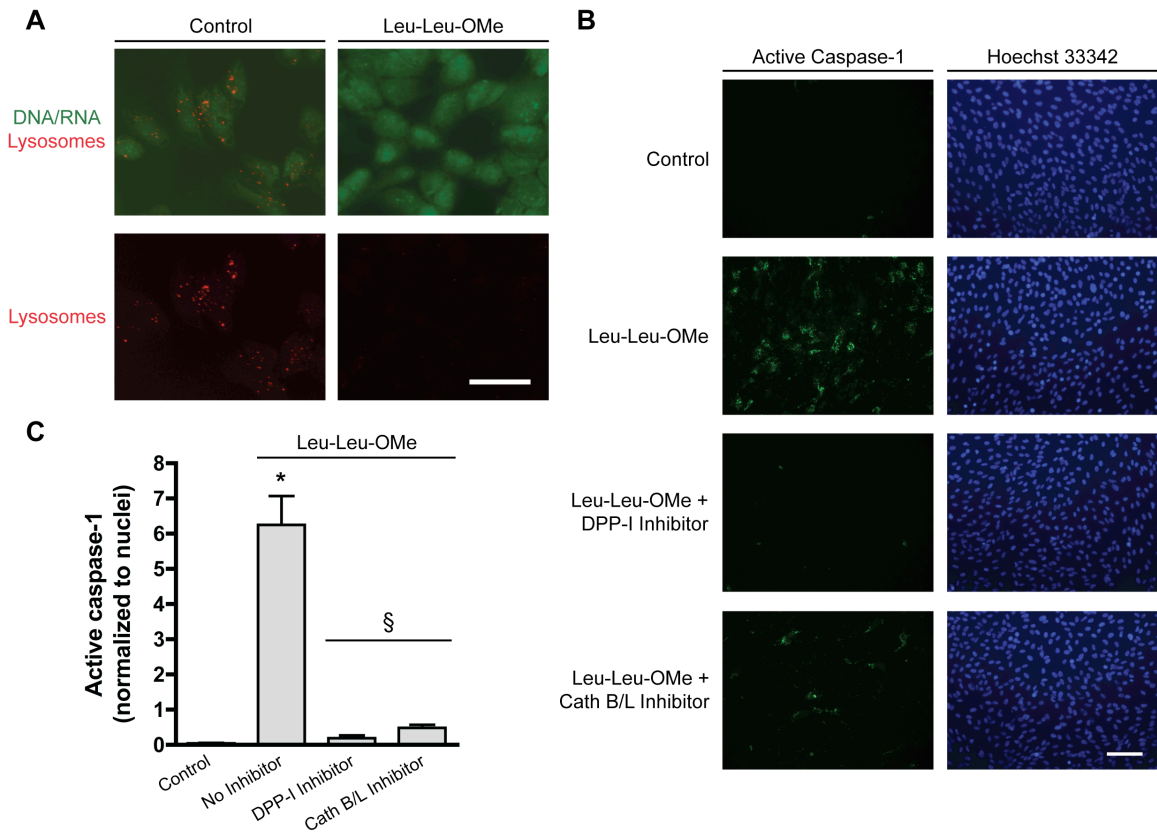 A
Control
Leu-Leu-OMe
DNA/RNA
Lysosomes
Lysosomes
B
Active Caspase-1
Hoechst 33342
Control
Leu-Leu-OMe
Leu-Leu-OMe +
DPP-I Inhibitor
Leu-Leu-OMe +
Cath B/L Inhibitor
C
Leu-Leu-OMe
Active caspase-1
(normalized to nuclei)
8
7
6
5
4
3
2
1
0
*
§
Control
No Inhibitor
DPP-I Inhibitor
Cath B/L Inhibitor